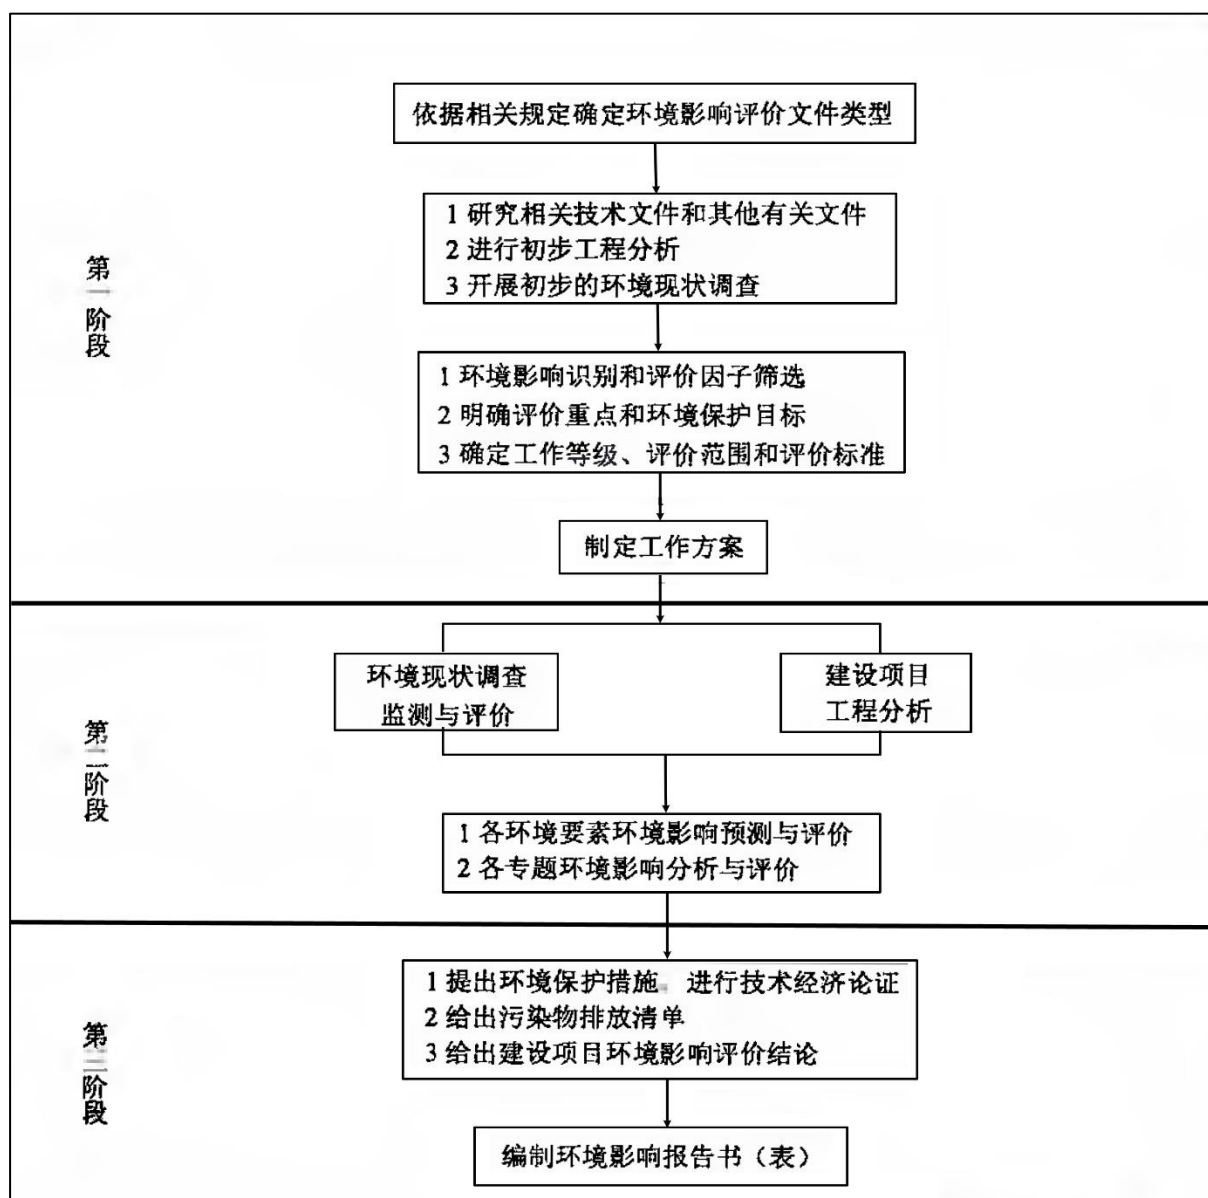 依据相关规定确定环境影响评价文件类型
1 研究相关技术文件和其他有关文件
2 进行初步工程分析
3 开展初步的环境现状调查
第一阶段
1 环境影响识别和评价因子筛选
2 明确评价重点和环境保护目标
3 确定工作等级、评价范围和评价标准
制定工作方案
环境现状调查
监测与评价
建设项目
工程分析
第二阶段
1 各环境要素环境影响预测与评价
2 各专题环境影响分析与评价
1 提出环境保护措施，进行技术经济论证
2 给出污染物排放清单
3 给出建设项目环境影响评价结论
第三阶段
编制环境影响报告书（表）